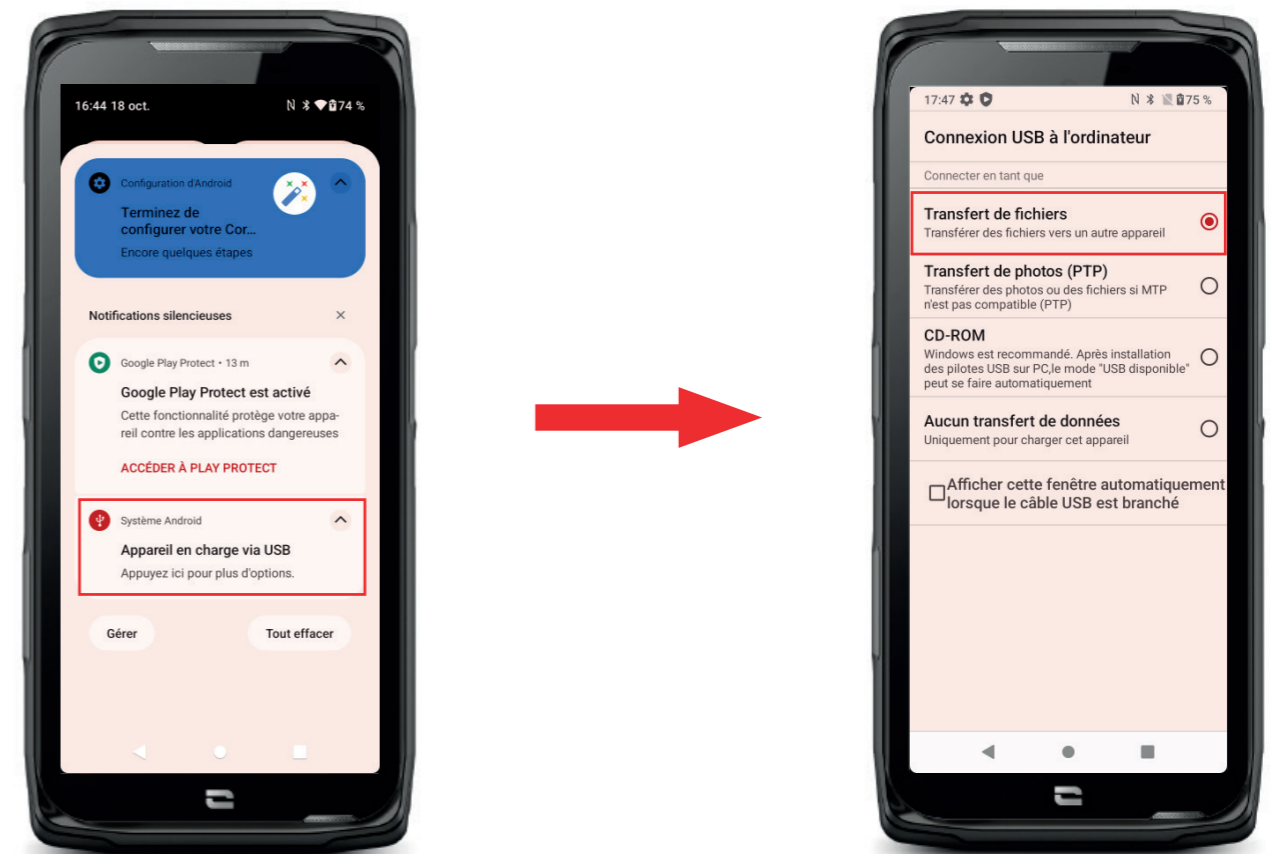 16:44 18 oct.
74 %
Configuration d'Android
Terminez de
configurer votre Cor...
Encore quelques étapes
Notifications silencieuses
Google Play Protect • 13 m
Google Play Protect est activé
Cette fonctionnalité protège votre appa-
reil contre les applications dangereuses
ACCÉDER À PLAY PROTECT
Système Android
Appareil en charge via USB
Appuyez ici pour plus d'options.
Gérer
Tout effacer
17:47
75 %
Connexion USB à l'ordinateur
Connecter en tant que
Transfert de fichiers
Transférer des fichiers vers un autre appareil
Transfert de photos (PTP)
Transférer des photos ou des fichiers si MTP
n'est pas compatible (PTP)
CD-ROM
Windows est recommandé. Après installation
des pilotes USB sur PC,le mode "USB disponible"
peut se faire automatiquement
Aucun transfert de données
Uniquement pour charger cet appareil
Afficher cette fenêtre automatiquement
lorsque le câble USB est branché